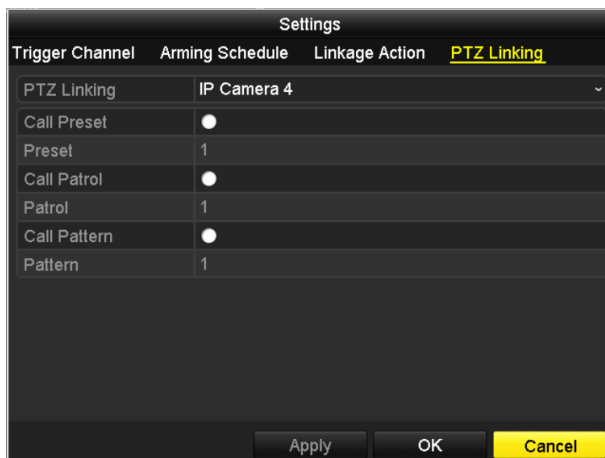 Settings
Trigger Channel Arming Schedule Linkage Action PTZ Linking
PTZ Linking IP Camera 4
Call Preset
Preset 1
Call Patrol
Patrol 1
Call Pattern
Pattern 1
Apply OK Cancel